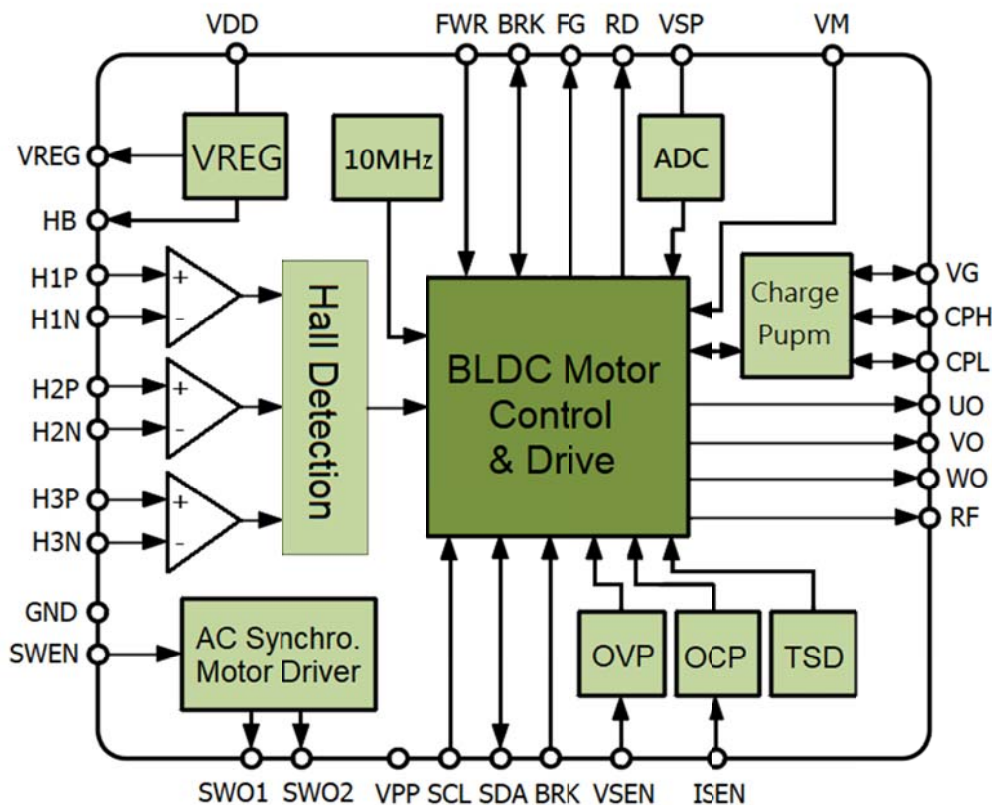 VDD
FWR BRK FG RD VSP VM
VREG
HB
H1P
H1N
H2P
H2N
H3P
H3N
GND
SWEN
VREG
10MHz
ADC
Hall Detection
BLDC Motor
Control
& Drive
Charge
Pupm
VG
CPH
CPL
UO
VO
WO
RF
+
-
+
-
+
-
AC Synchro.
Motor Driver
OVP
OCP
TSD
SWO1 SWO2 VPP SCL SDA BRK VSEN ISEN